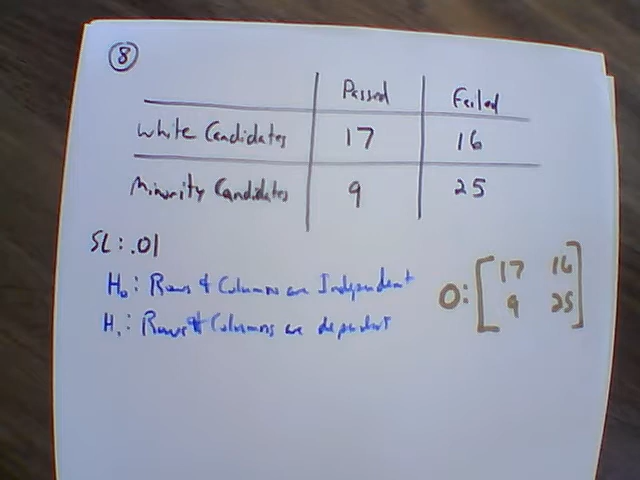 8
Passed Failed
White Candidates 17 16
Minority Candidates 9 25
SL: .01
H₀: Rows & Columns are Independent
H₁: Rows & Columns are dependent
O: [17 16
9 25]